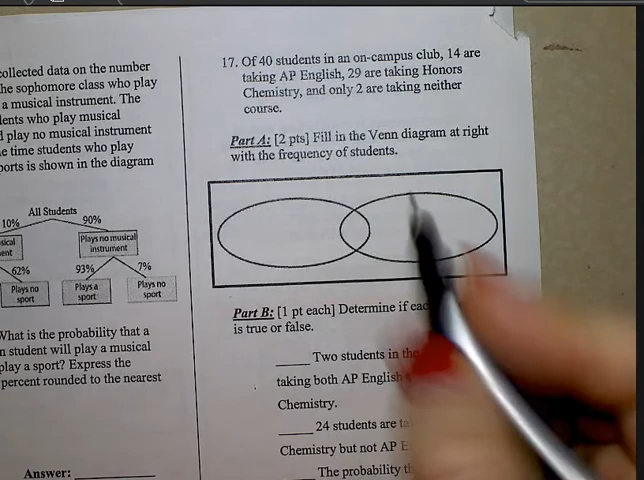 collected data on the number
he sophomore class who play
a musical instrument. The
dents who play musical
d play no musical instrument
e time students who play
ports is shown in the diagram
All Students
10% 90%
sical
ent
Plays no musical
instrument
62% 93% 7%
Plays no
sport
Plays a
sport
Plays no
sport
What is the probability that a
n student will play a musical
play a sport? Express the
percent rounded to the nearest
Answer:
17. Of 40 students in an on-campus club, 14 are
taking AP English, 29 are taking Honors
Chemistry, and only 2 are taking neither
course.
Part A: [2 pts] Fill in the Venn diagram at right
with the frequency of students.
Part B: [1 pt each] Determine if eac
is true or false.
Two students in the
taking both AP English
Chemistry.
24 students are ta
Chemistry but not AP E
The probability th